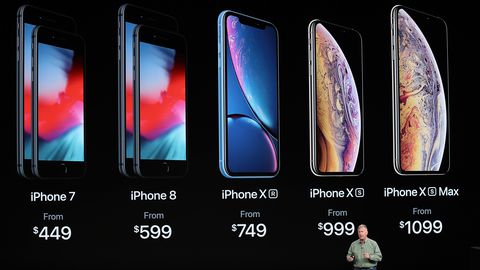 iPhone 7
From
$449
iPhone 8
From
$599
iPhone X R
From
$749
iPhone X S
From
$999
iPhone X S Max
From
$1099